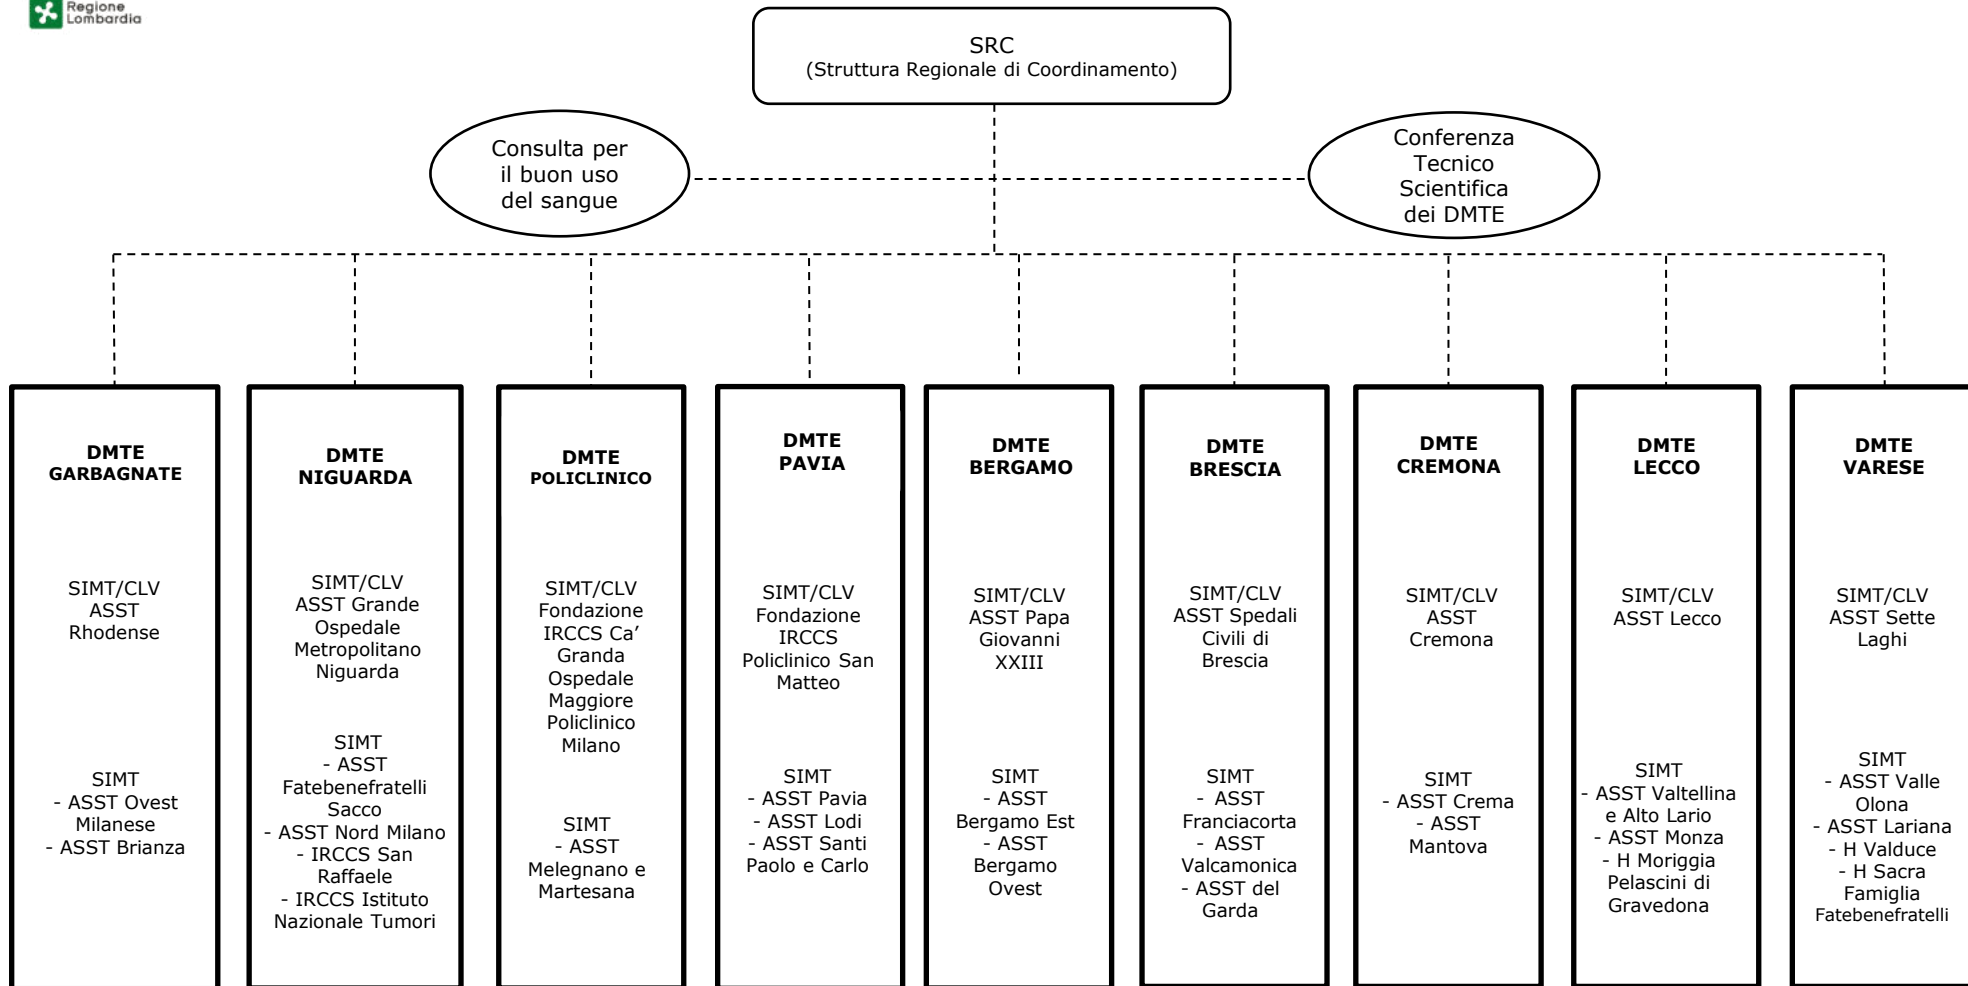 Regione
Lombardia
SRC
(Struttura Regionale di Coordinamento)
Consulta per
il buon uso
del sangue
Conferenza
Tecnico
Scientifica
dei DMTE
DMTE
GARBAGNATE
SIMT/CLV
ASST
Rhodense
SIMT
- ASST Ovest
Milanese
- ASST Brianza
DMTE
NIGUARDA
SIMT/CLV
ASST Grande
Ospedale
Metropolitano
Niguarda
SIMT
- ASST
Fatebenefratelli
Sacco
- ASST Nord Milano
- IRCCS San
Raffaele
- IRCCS Istituto
Nazionale Tumori
DMTE
POLICLINICO
SIMT/CLV
Fondazione
IRCCS Ca’
Granda
Ospedale
Maggiore
Policlinico
Milano
SIMT
- ASST
Melegnano e
Martesana
DMTE
PAVIA
SIMT/CLV
Fondazione
IRCCS
Policlinico San
Matteo
SIMT
- ASST Pavia
- ASST Lodi
- ASST Santi
Paolo e Carlo
DMTE
BERGAMO
SIMT/CLV
ASST Papa
Giovanni
XXIII
SIMT
- ASST
Bergamo Est
- ASST
Bergamo
Ovest
DMTE
BRESCIA
SIMT/CLV
ASST Spedali
Civili di
Brescia
SIMT
- ASST
Franciacorta
- ASST
Valcamonica
- ASST del
Garda
DMTE
CREMONA
SIMT/CLV
ASST
Cremona
SIMT
- ASST Crema
- ASST
Mantova
DMTE
LECCO
SIMT/CLV
ASST Lecco
SIMT
- ASST Valtellina
e Alto Lario
- ASST Monza
- H Moriggia
Pelascini di
Gravedona
DMTE
VARESE
SIMT/CLV
ASST Sette
Laghi
SIMT
- ASST Valle
Olona
- ASST Lariana
- H Valduce
- H Sacra
Famiglia
Fatebenefratelli